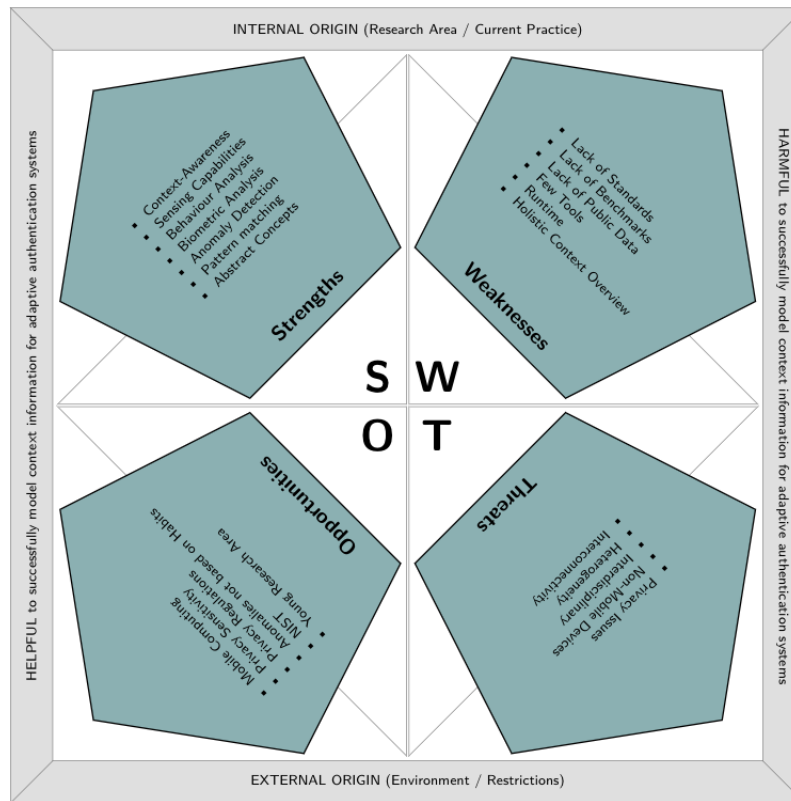 INTERNAL ORIGIN (Research Area / Current Practice)
HELPFUL to successfully model context information for adaptive authentication systems
HARMFUL to successfully model context information for adaptive authentication systems
Context-Awareness
Sensing Capabilities
Behaviour Analysis
Biometric Analysis
Anomaly Detection
Pattern matching
Abstract Concepts
Strengths
Lack of Standards
Lack of Benchmarks
Lack of Public Data
Few Tools
Runtime
Holistic Context Overview
Weaknesses
S W
O T
Opportunities
Young Research Area
NIST
Anomalies not based on Habits
Privacy Regulations
Privacy Sensitivity
Mobile Computing
Threats
Interconnectivity
Heterogeneity
Interdisciplinary
Non-Mobile Devices
Privacy Issues
EXTERNAL ORIGIN (Environment / Restrictions)